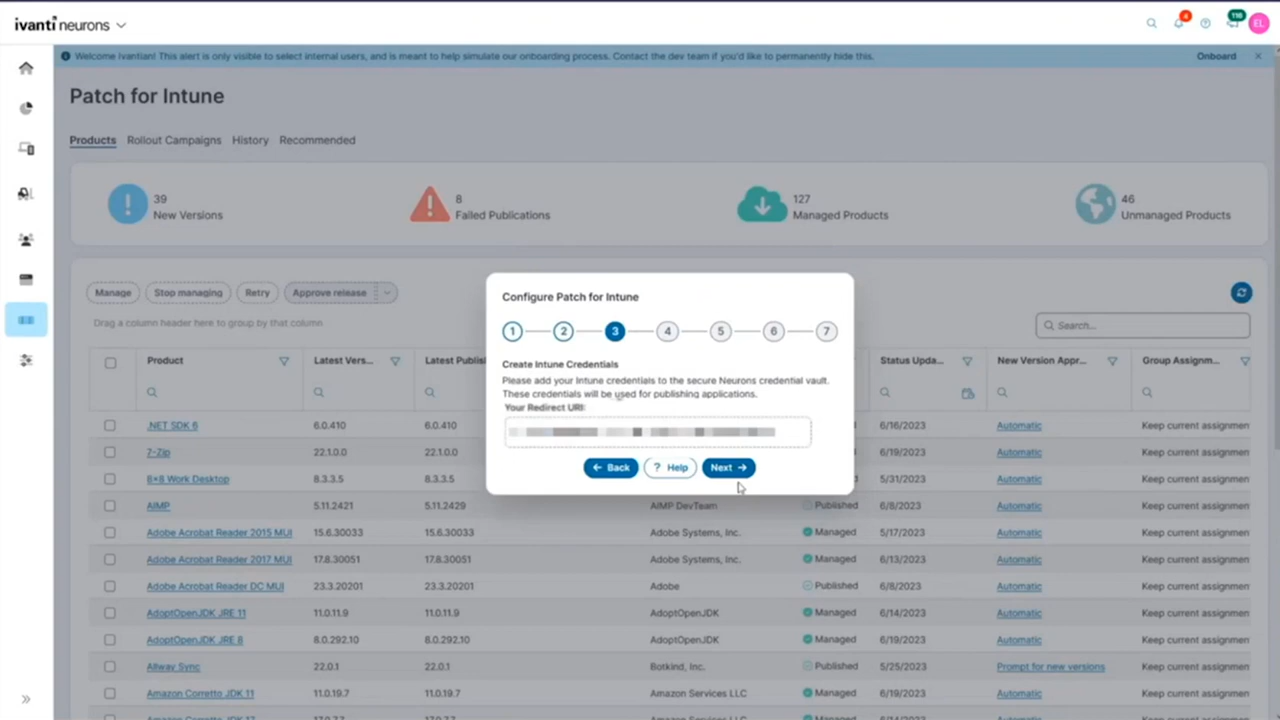 ivanti neurons
4
116
EL
Welcome Ivantian! This alert is only visible to select internal users, and is meant to help simulate our onboarding process. Contact the dev team if you'd like to permanently hide this.
Onboard
Patch for Intune
Products Rollout Campaigns History Recommended
39
New Versions
8
Failed Publications
127
Managed Products
46
Unmanaged Products
Manage Stop managing Retry Approve release
Drag a column header here to group by that column
Search...
Configure Patch for Intune
1 2 3 4 5 6 7
Create Intune Credentials
Please add your Intune credentials to the secure Neurons credential vault.
These credentials will be used for publishing applications.
Your Redirect URI:
Back ? Help Next
Product Latest Vers... Latest Publis Status Upda... New Version Appr... Group Assignm...
.NET SDK 6 6.0.410 6.0.410 6/16/2023 Automatic Keep current assignmen
7-Zip 22.1.0.0 22.1.0.0 6/19/2023 Automatic Keep current assignmen
8x8 Work Desktop 8.3.3.5 8.3.3.5 5/31/2023 Automatic Keep current assignmen
AIMP 5.11.2421 5.11.2429 AIMP DevTeam Published 6/8/2023 Automatic Keep current assignmen
Adobe Acrobat Reader 2015 MUI 15.6.30033 15.6.30033 Adobe Systems, Inc. Managed 5/17/2023 Automatic Keep current assignmen
Adobe Acrobat Reader 2017 MUI 17.8.30051 17.8.30051 Adobe Systems, Inc. Managed 6/13/2023 Automatic Keep current assignmen
Adobe Acrobat Reader DC MUI 23.3.20201 23.3.20201 Adobe Published 6/8/2023 Automatic Keep current assignmen
AdoptOpenJDK JRE 11 11.0.11.9 11.0.11.9 AdoptOpenJDK Managed 6/14/2023 Automatic Keep current assignmen
AdoptOpenJDK JRE 8 8.0.292.10 8.0.292.10 AdoptOpenJDK Managed 6/19/2023 Automatic Keep current assignmen
Allway Sync 22.0.1 22.0.1 Botkind, Inc. Published 5/25/2023 Prompt for new versions Keep current assignmen
Amazon Corretto JDK 11 11.0.19.7 11.0.19.7 Amazon Services LLC Managed 6/19/2023 Automatic Keep current assignmen